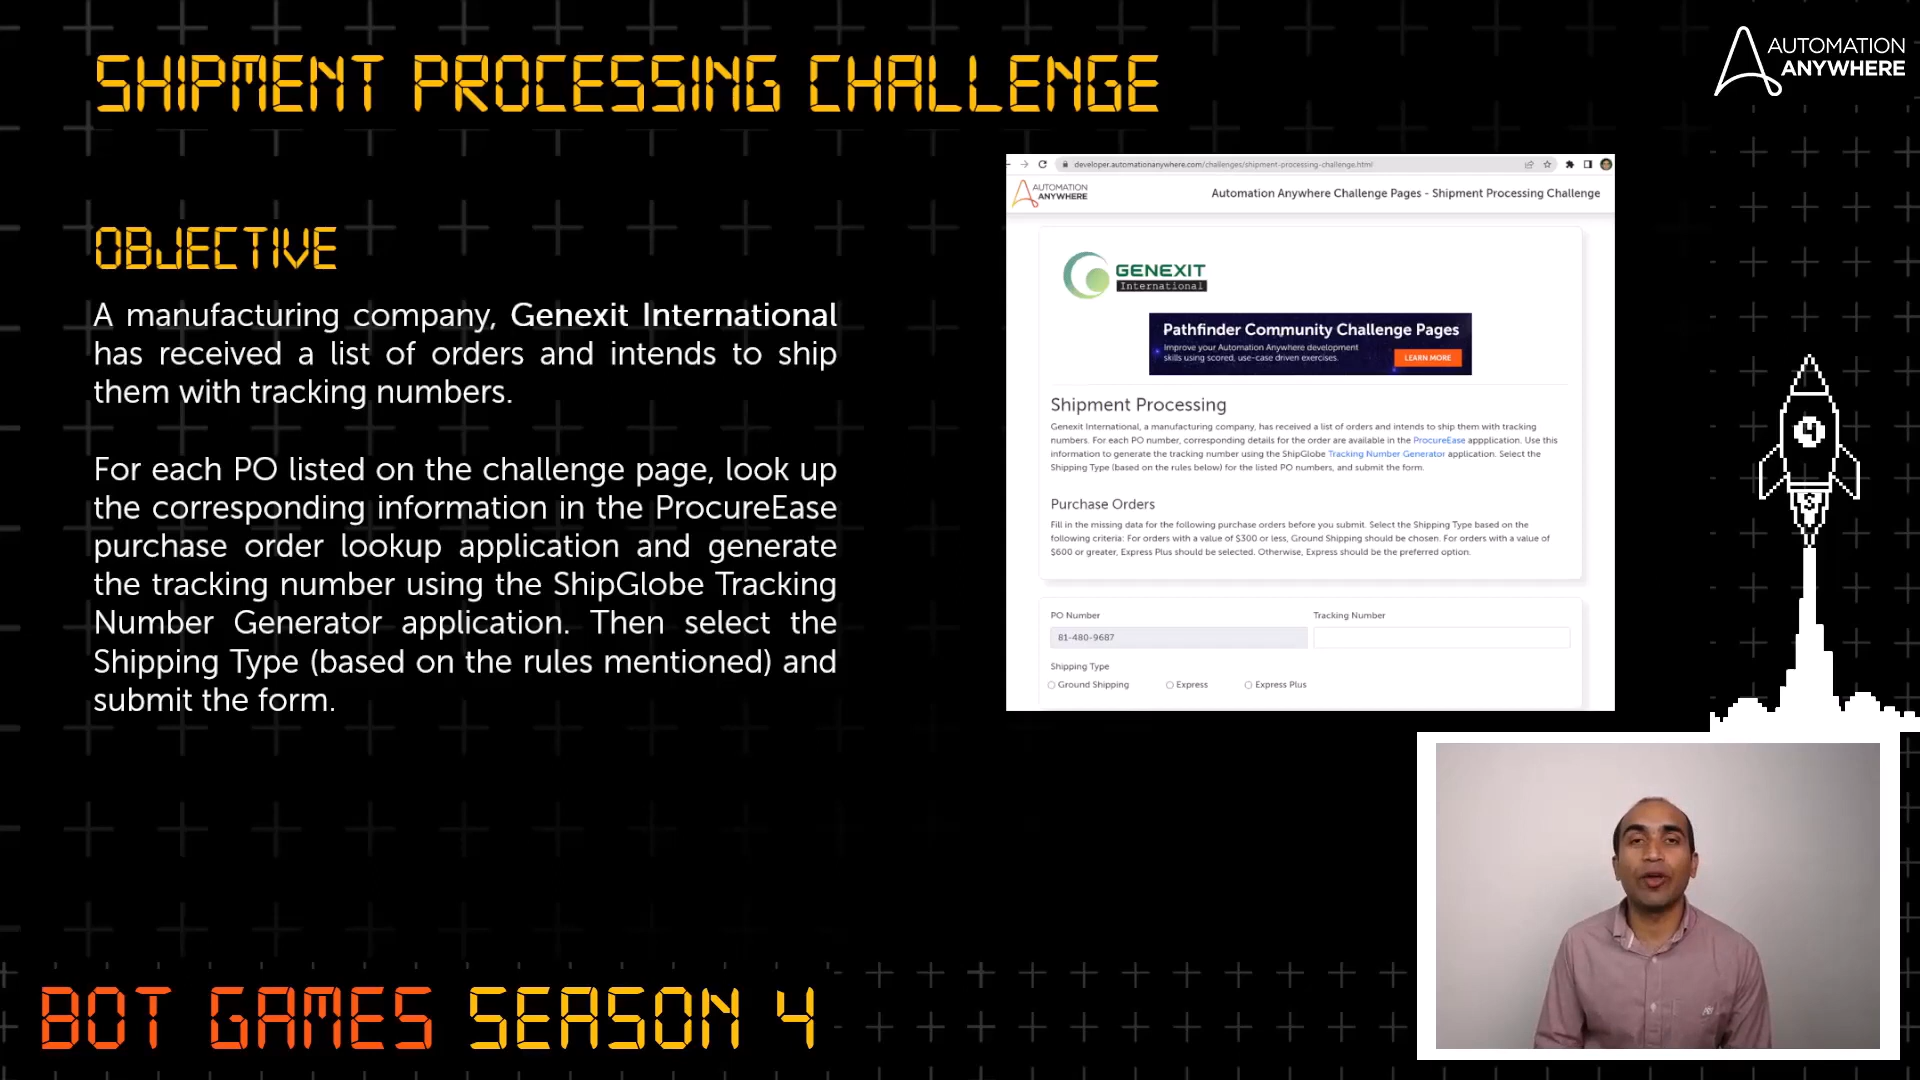 SHIPMENT PROCESSING CHALLENGE
AUTOMATION
ANYWHERE
OBJECTIVE
A manufacturing company, Genexit International
has received a list of orders and intends to ship
them with tracking numbers.
For each PO listed on the challenge page, look up
the corresponding information in the ProcureEase
purchase order lookup application and generate
the tracking number using the ShipGlobe Tracking
Number Generator application. Then select the
Shipping Type (based on the rules mentioned) and
submit the form.
developer.automationanywhere.com/challenges/shipment-processing-challenge.html
AUTOMATION
ANYWHERE
Automation Anywhere Challenge Pages - Shipment Processing Challenge
GENEXIT
International
Pathfinder Community Challenge Pages
Improve your Automation Anywhere development
skills using scored, use-case driven exercises.
LEARN MORE
Shipment Processing
Genexit International, a manufacturing company, has received a list of orders and intends to ship them with tracking
numbers. For each PO number, corresponding details for the order are available in the ProcureEase appplication. Use this
information to generate the tracking number using the ShipGlobe Tracking Number Generator application. Select the
Shipping Type (based on the rules below) for the listed PO numbers, and submit the form.
Purchase Orders
Fill in the missing data for the following purchase orders before you submit. Select the Shipping Type based on the
following criteria: For orders with a value of $300 or less, Ground Shipping should be chosen. For orders with a value of
$600 or greater, Express Plus should be selected. Otherwise, Express should be the preferred option.
PO Number Tracking Number
81-480-9687
Shipping Type
Ground Shipping Express Express Plus
4
S
BOT GAMES SEASON 4